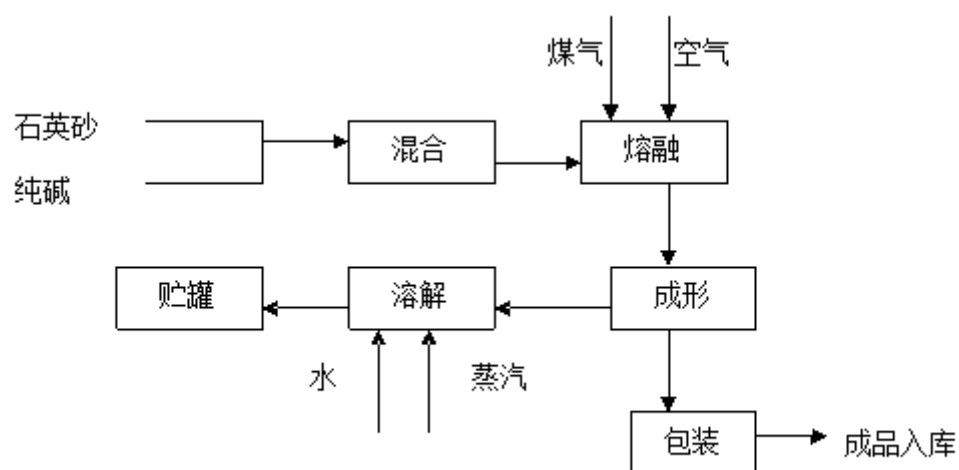 煤气
空气
石英砂
混合
熔融
纯碱
贮罐
溶解
成形
水
蒸汽
包装
成品入库